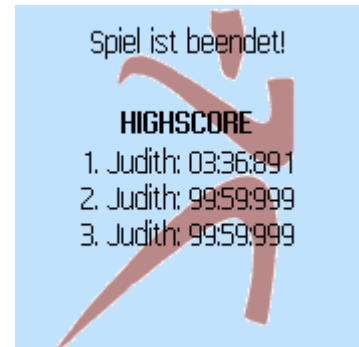 Spiel ist beendet!
HIGHSCORE
1. Judith: 03:36:891
2. Judith: 99:59:999
3. Judith: 99:59:999